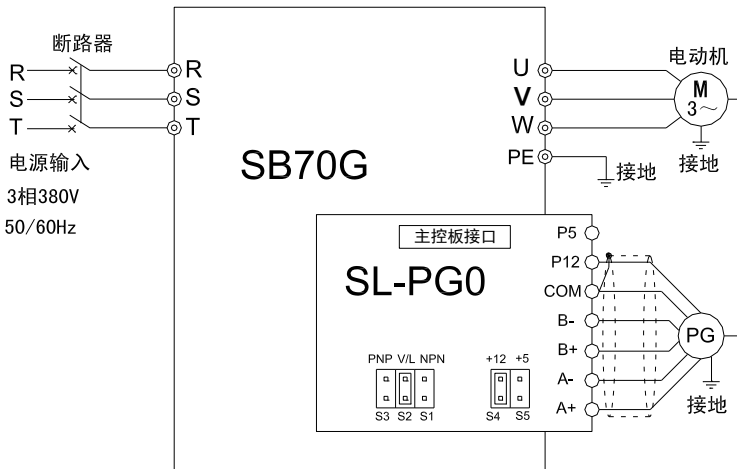 断路器
R
S
T
R
S
T
电源输入
3相380V
50/60Hz
SB70G
U
V
W
PE
接地
电动机
M
3～
接地
主控板接口
SL-PG0
P5
P12
COM
B-
B+
A-
A+
PNP V/L NPN
S3 S2 S1
+12 +5
S4 S5
PG
接地